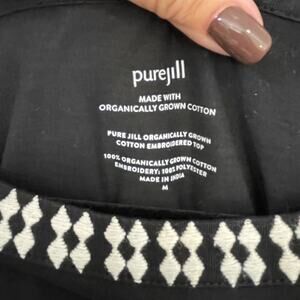 purejill
MADE WITH
ORGANICALLY GROWN COTTON
PURE JILL ORGANICALLY GROWN
COTTON EMBROIDERED TOP
100% ORGANICALLY GROWN COTTON
EMBROIDERY: 100% POLYESTER
MADE IN INDIA
M